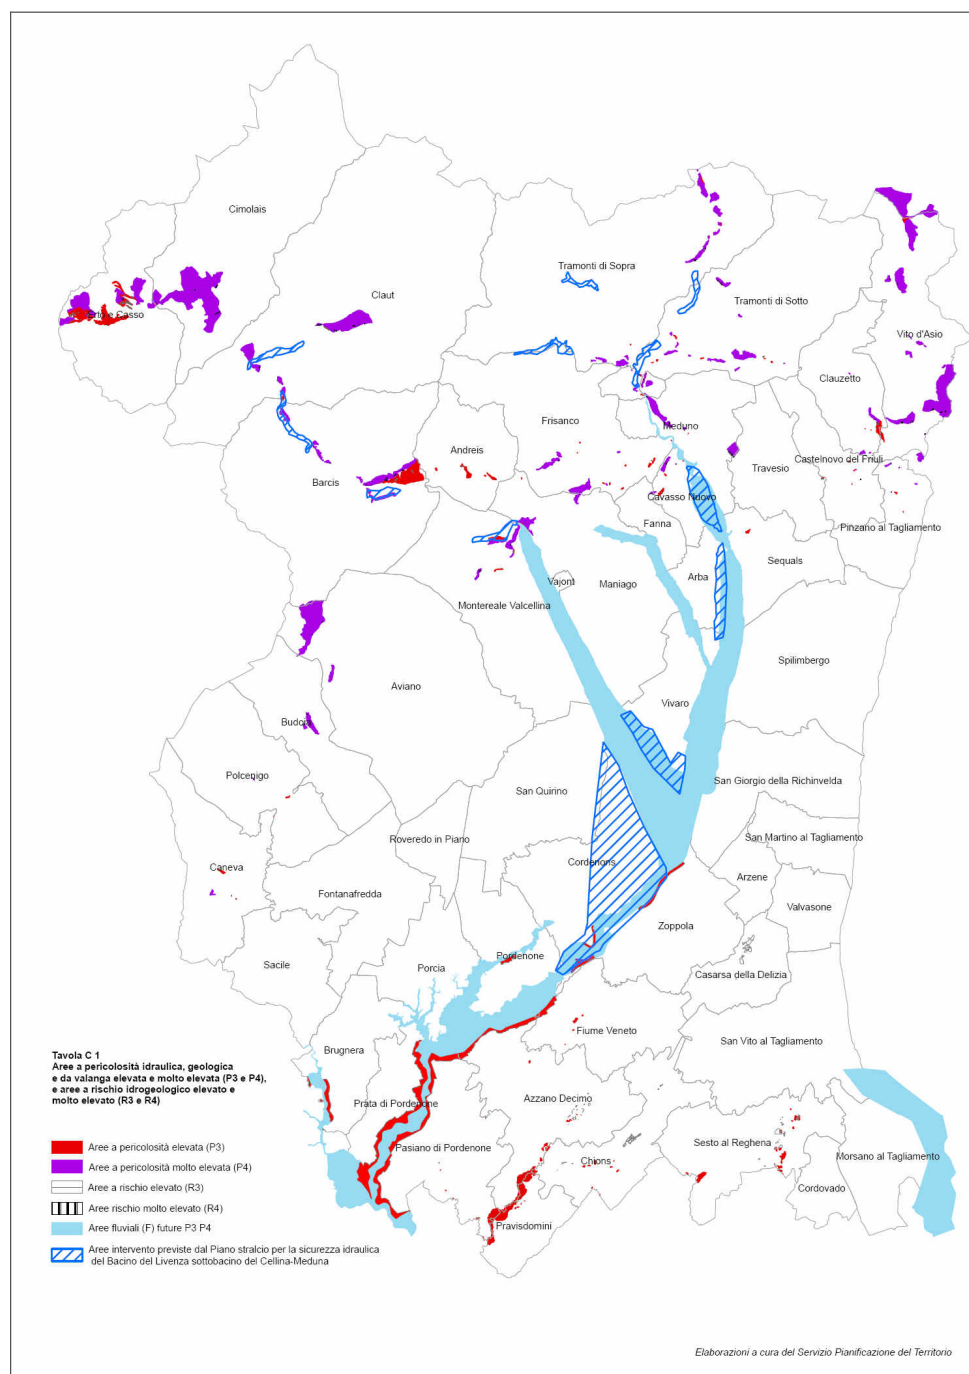 Cimolais
Tramonti di Sopra
Claut
Tramonti di Sotto
Erto e Casso
Vito d'Asio
Clauzetto
Frisanco
Meduno
Andreis
Castelnovo del Friuli
Travesio
Barcis
Cavasso Nuovo
Fanna
Pinzano al Tagliamento
Sequals
Arba
Vajont
Maniago
Montereale Valcellina
Spilimbergo
Aviano
Vivaro
Budoia
Polcenigo
San Giorgio della Richinvelda
San Quirino
Roveredo in Piano
San Martino al Tagliamento
Cordenons
Caneva
Arzene
Fontanafredda
Valvasone
Zoppola
Pordenone
Sacile
Porcia
Casarsa della Delizia
Fiume Veneto
San Vito al Tagliamento
Brugnera
Azzano Decimo
Prata di Pordenone
Sesto al Reghena
Pasiano di Pordenone
Morsano al Tagliamento
Chions
Cordovado
Pravisdomini
Tavola C 1
Aree a pericolosità idraulica, geologica
e da valanga elevata e molto elevata (P3 e P4),
e aree a rischio idrogeologico elevato e
molto elevato (R3 e R4)
Aree a pericolosità elevata (P3)
Aree a pericolosità molto elevata (P4)
Aree a rischio elevato (R3)
Aree rischio molto elevato (R4)
Aree fluviali (F) future P3 P4
Aree intervento previste dal Piano stralcio per la sicurezza idraulica
del Bacino del Livenza sottobacino del Cellina-Meduna
Elaborazioni a cura del Servizio Pianificazione del Territorio